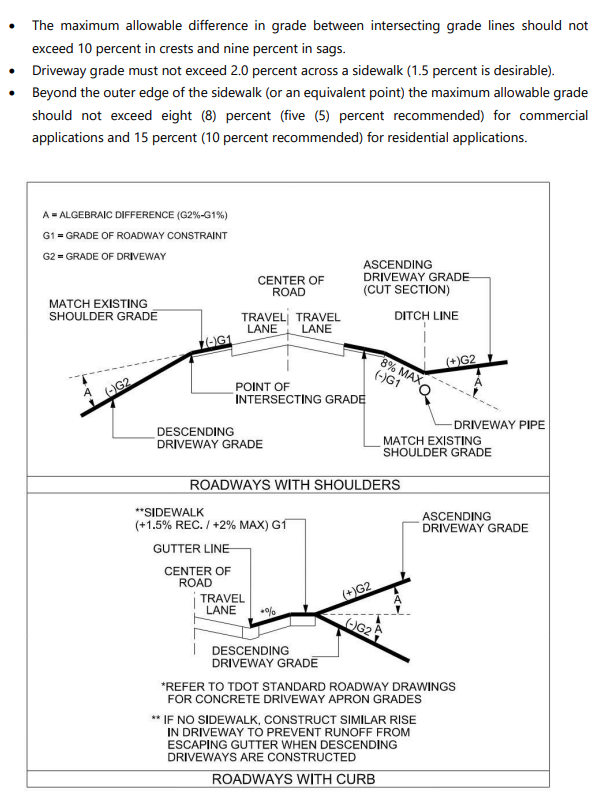 • The maximum allowable difference in grade between intersecting grade lines should not
exceed 10 percent in crests and nine percent in sags.
• Driveway grade must not exceed 2.0 percent across a sidewalk (1.5 percent is desirable).
• Beyond the outer edge of the sidewalk (or an equivalent point) the maximum allowable grade
should not exceed eight (8) percent (five (5) percent recommended) for commercial
applications and 15 percent (10 percent recommended) for residential applications.
A = ALGEBRAIC DIFFERENCE (G2%-G1%)
G1 = GRADE OF ROADWAY CONSTRAINT
G2 = GRADE OF DRIVEWAY
ASCENDING
DRIVEWAY GRADE
(CUT SECTION)
CENTER OF
ROAD
MATCH EXISTING
SHOULDER GRADE
TRAVEL
LANE
TRAVEL
LANE
DITCH LINE
(-)G1
8% MAX
(-)G1
(+)G2
A
A
(-)G2
POINT OF
INTERSECTING GRADE
DESCENDING
DRIVEWAY GRADE
DRIVEWAY PIPE
MATCH EXISTING
SHOULDER GRADE
ROADWAYS WITH SHOULDERS
**SIDEWALK
(+1.5% REC. / +2% MAX) G1
ASCENDING
DRIVEWAY GRADE
GUTTER LINE
CENTER OF
ROAD
TRAVEL
LANE
*%
(+)G2
A
(-)G2
A
DESCENDING
DRIVEWAY GRADE
*REFER TO TDOT STANDARD ROADWAY DRAWINGS
FOR CONCRETE DRIVEWAY APRON GRADES
** IF NO SIDEWALK, CONSTRUCT SIMILAR RISE
IN DRIVEWAY TO PREVENT RUNOFF FROM
ESCAPING GUTTER WHEN DESCENDING
DRIVEWAYS ARE CONSTRUCTED
ROADWAYS WITH CURB